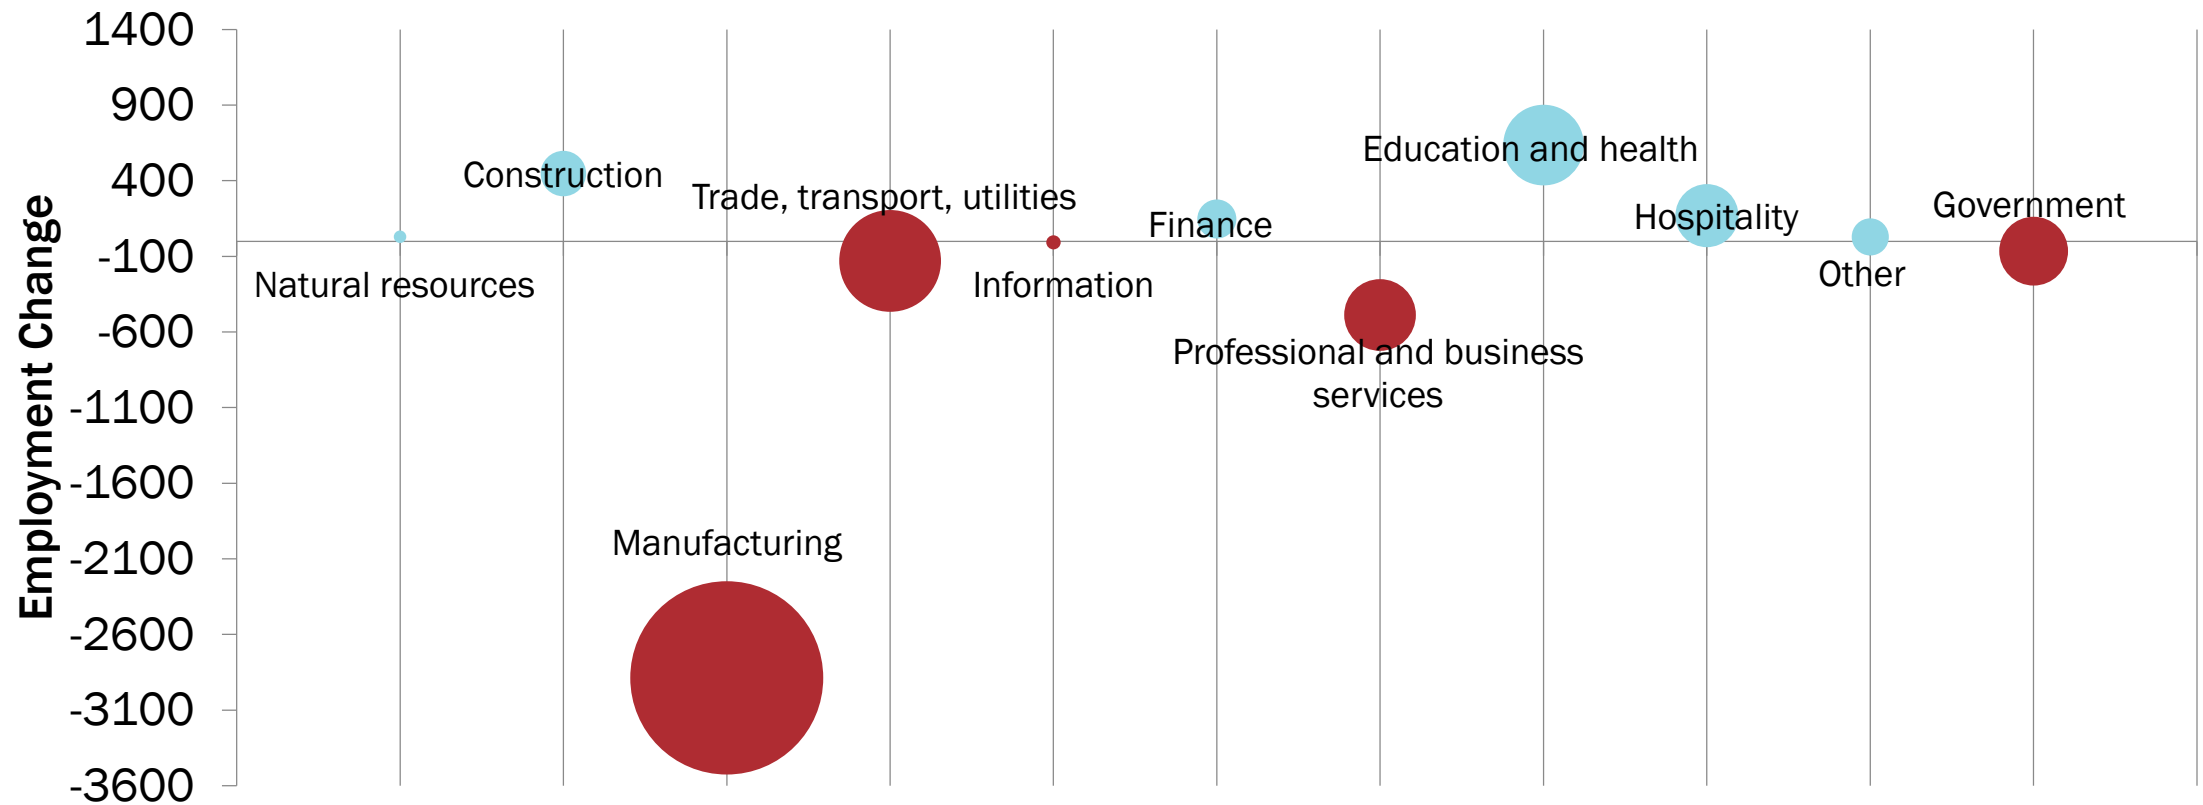 Employment Change
1400
900
400
-100
-600
-1100
-1600
-2100
-2600
-3100
-3600
Natural resources
Construction
Manufacturing
Trade, transport, utilities
Information
Finance
Professional and business
services
Education and health
Hospitality
Other
Government